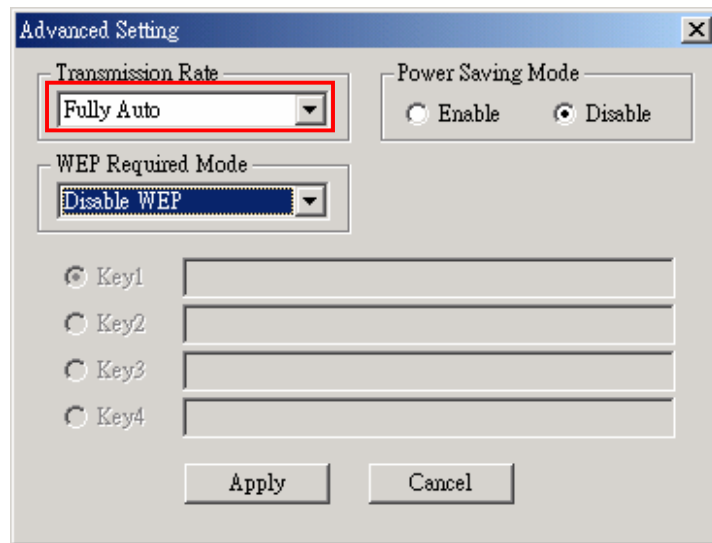 Advanced Setting
Transmission Rate
Fully Auto
Power Saving Mode
Enable
Disable
WEP Required Mode
Disable WEP
Key1
Key2
Key3
Key4
Apply
Cancel